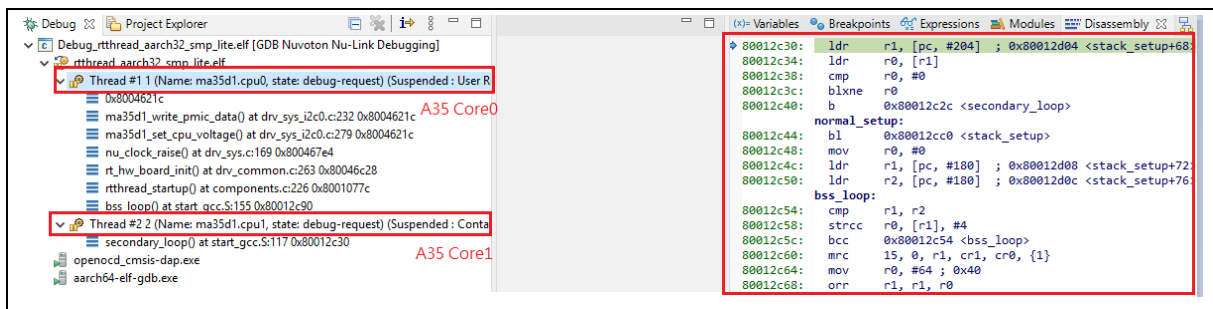 Debug Project Explorer
Debug_rtthread_aarch32_smp_lite.elf [GDB Nuvoton Nu-Link Debugging]
rtthread_aarch32_smp_lite.elf
Thread #1 1 (Name: ma35d1.cpu0, state: debug-request) (Suspended : User R
0x8004621c
A35 Core0
ma35d1_write_pmic_data() at drv_sys_i2c0.c:232 0x8004621c
ma35d1_set_cpu_voltage() at drv_sys_i2c0.c:279 0x8004621c
nu_clock_raise() at drv_sys.c:169 0x800467e4
rt_hw_board_init() at drv_common.c:263 0x80046c28
rtthread_startup() at components.c:226 0x8001077c
bss_loop() at start_gcc.S:155 0x80012c90
Thread #2 2 (Name: ma35d1.cpu1, state: debug-request) (Suspended : Conta
secondary_loop() at start_gcc.S:117 0x80012c30
A35 Core1
openocd_cmsis-dap.exe
aarch64-elf-gdb.exe
(x)= Variables Breakpoints Expressions Modules Disassembly
80012c30: ldr r1, [pc, #204] ; 0x80012d04 <stack_setup+68>
80012c34: ldr r0, [r1]
80012c38: cmp r0, #0
80012c3c: blxne r0
80012c40: b 0x80012c2c <secondary_loop>
normal_setup:
80012c44: bl 0x80012cc0 <stack_setup>
80012c48: mov r0, #0
80012c4c: ldr r1, [pc, #180] ; 0x80012d08 <stack_setup+72>
80012c50: ldr r2, [pc, #180] ; 0x80012d0c <stack_setup+76>
bss_loop:
80012c54: cmp r1, r2
80012c58: strcc r0, [r1], #4
80012c5c: bcc 0x80012c54 <bss_loop>
80012c60: mrc 15, 0, r1, cr1, cr0, {1}
80012c64: mov r0, #64 ; 0x40
80012c68: orr r1, r1, r0